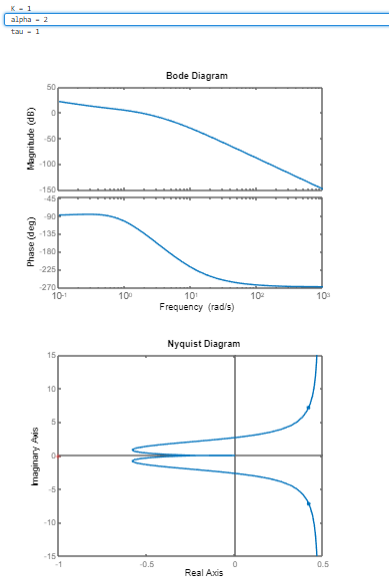 K = 1
alpha = 2
tau = 1
Bode Diagram
50
0
-50
-100
-150
Magnitude (dB)
-45
-90
-135
-180
-225
-270
Phase (deg)
10-1 100 101 102 103
Frequency (rad/s)
Nyquist Diagram
15
10
5
0
-5
-10
-15
Imaginary Axis
-1 -0.5 0 0.5
Real Axis